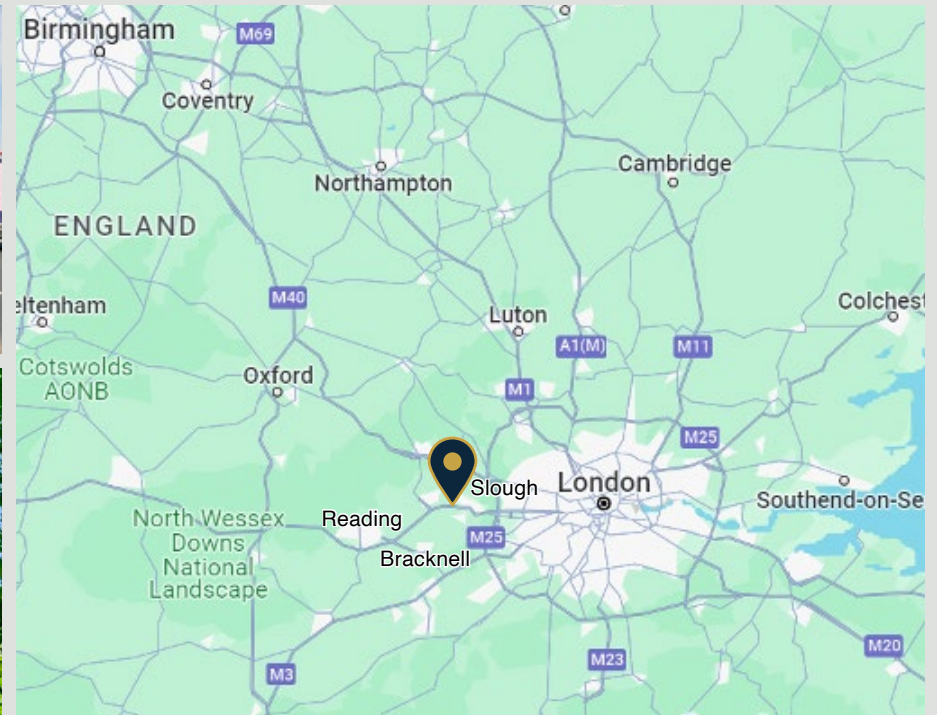 Birmingham
M69
Coventry
Northampton
Cambridge
ENGLAND
M40
eltenham
Luton
Colchest
A1(M)
M11
Cotswolds
AONB
Oxford
M1
M25
Slough
London
Southend-on-Se
Reading
North Wessex
Downs
National
Landscape
M25
Bracknell
M20
M23
M3